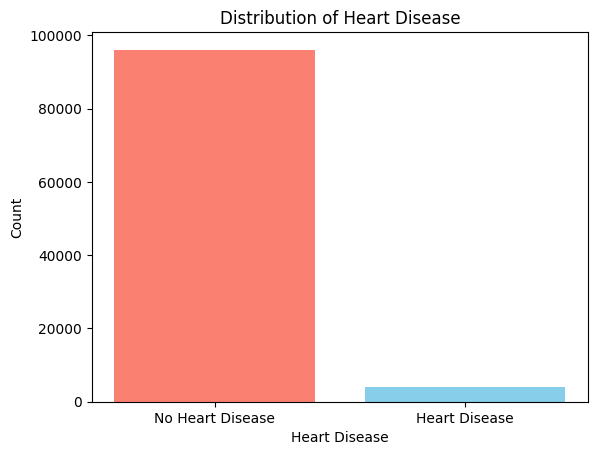 Distribution of Heart Disease
100000
80000
60000
40000
20000
0
Count
No Heart Disease
Heart Disease
Heart Disease